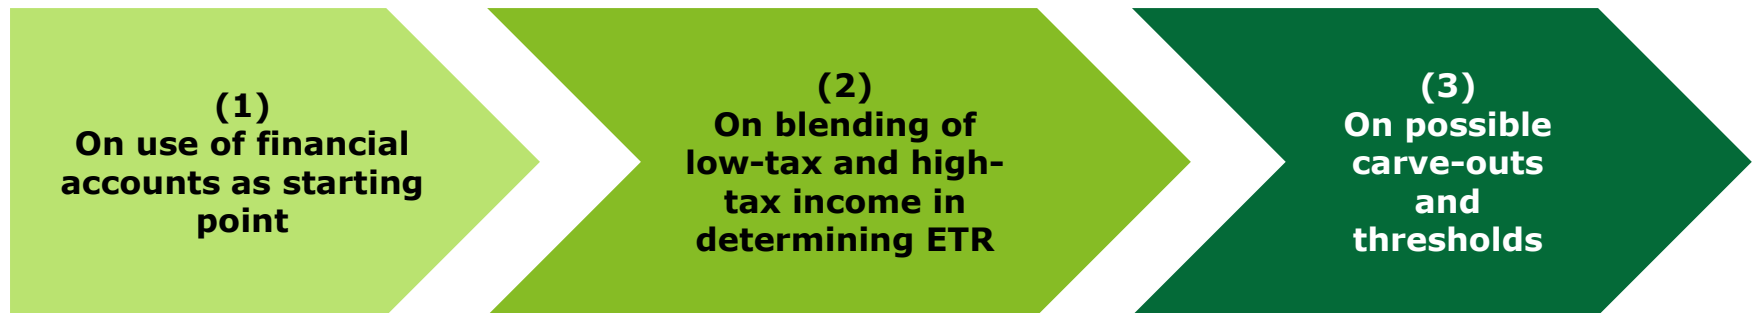 (1)
On use of financial
accounts as starting
point
(2)
On blending of
low-tax and high-
tax income in
determining ETR
(3)
On possible
carve-outs
and
thresholds